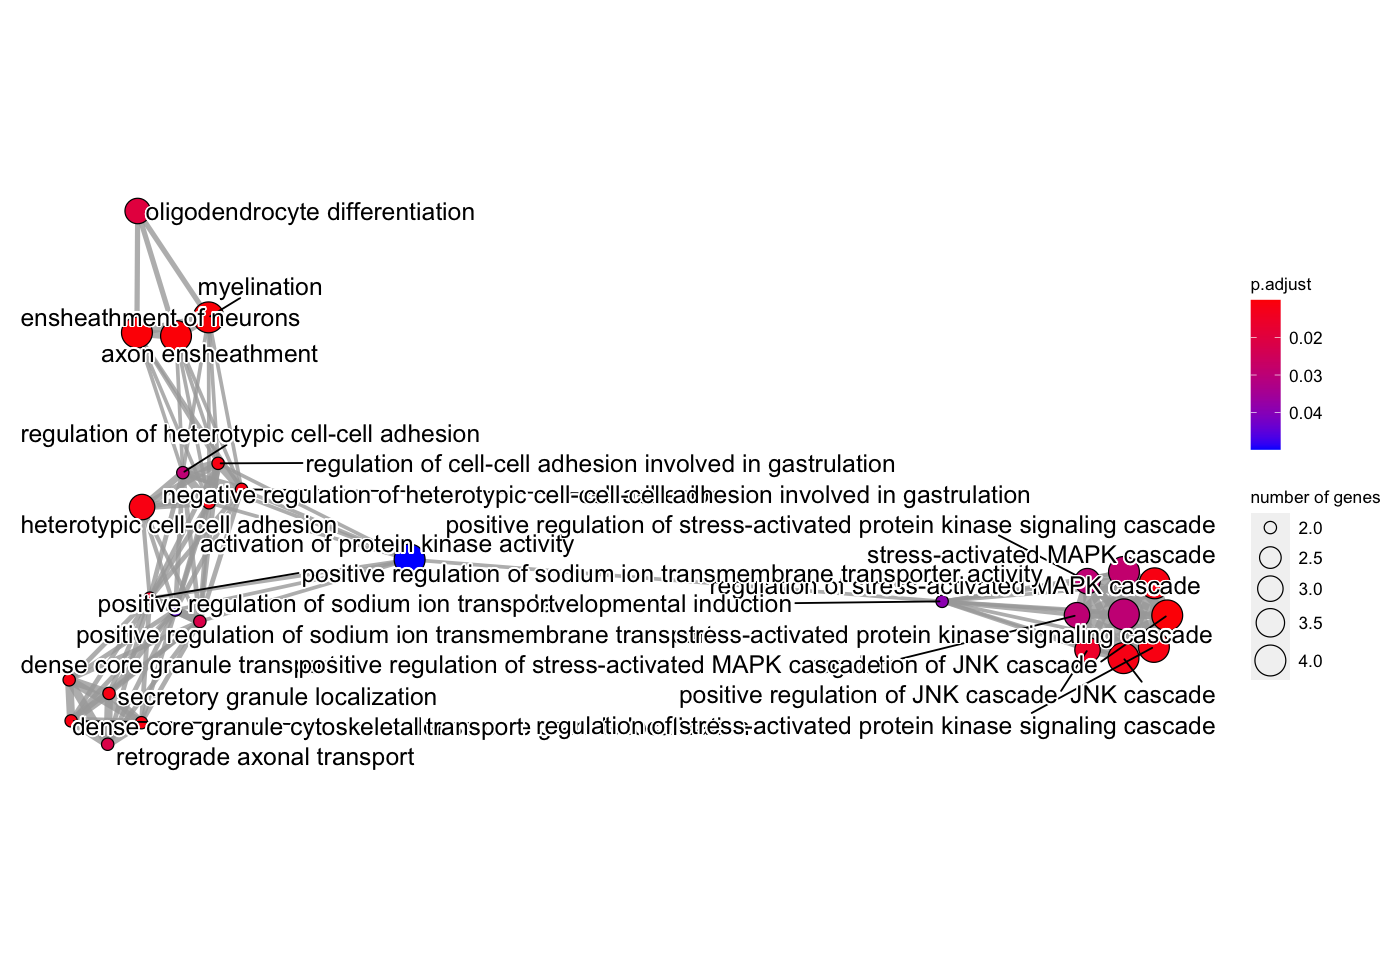 oligodendrocyte differentiation
myelination
ensheathment of neurons
axon ensheathment
regulation of heterotypic cell-cell adhesion
regulation of cell-cell adhesion involved in gastrulation
negative regulation of heterotypic cell-cell adhesion involved in gastrulation
heterotypic cell-cell adhesion
positive regulation of stress-activated protein kinase signaling cascade
activation of protein kinase activity
stress-activated MAPK cascade
positive regulation of sodium ion transmembrane transporter activity
regulation of stress-activated MAPK cascade
positive regulation of sodium ion transport
developmental induction
positive regulation of sodium ion transmembrane
stress-activated protein kinase signaling cascade
dense core granule transport
positive regulation of stress-activated MAPK cascade
of JNK cascade
secretory granule localization
positive regulation of JNK cascade
JNK cascade
dense core granule cytoskeletal transport
regulation of stress-activated protein kinase signaling cascade
retrograde axonal transport
p.adjust
0.02
0.03
0.04
number of genes
2.0
2.5
3.0
3.5
4.0